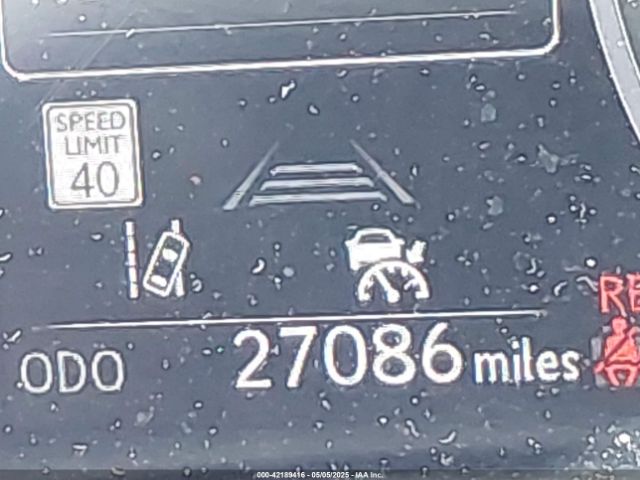 SPEED
LIMIT
40
ODO 27086 miles
000-42189416 - 05/05/2025 - IAA Inc.